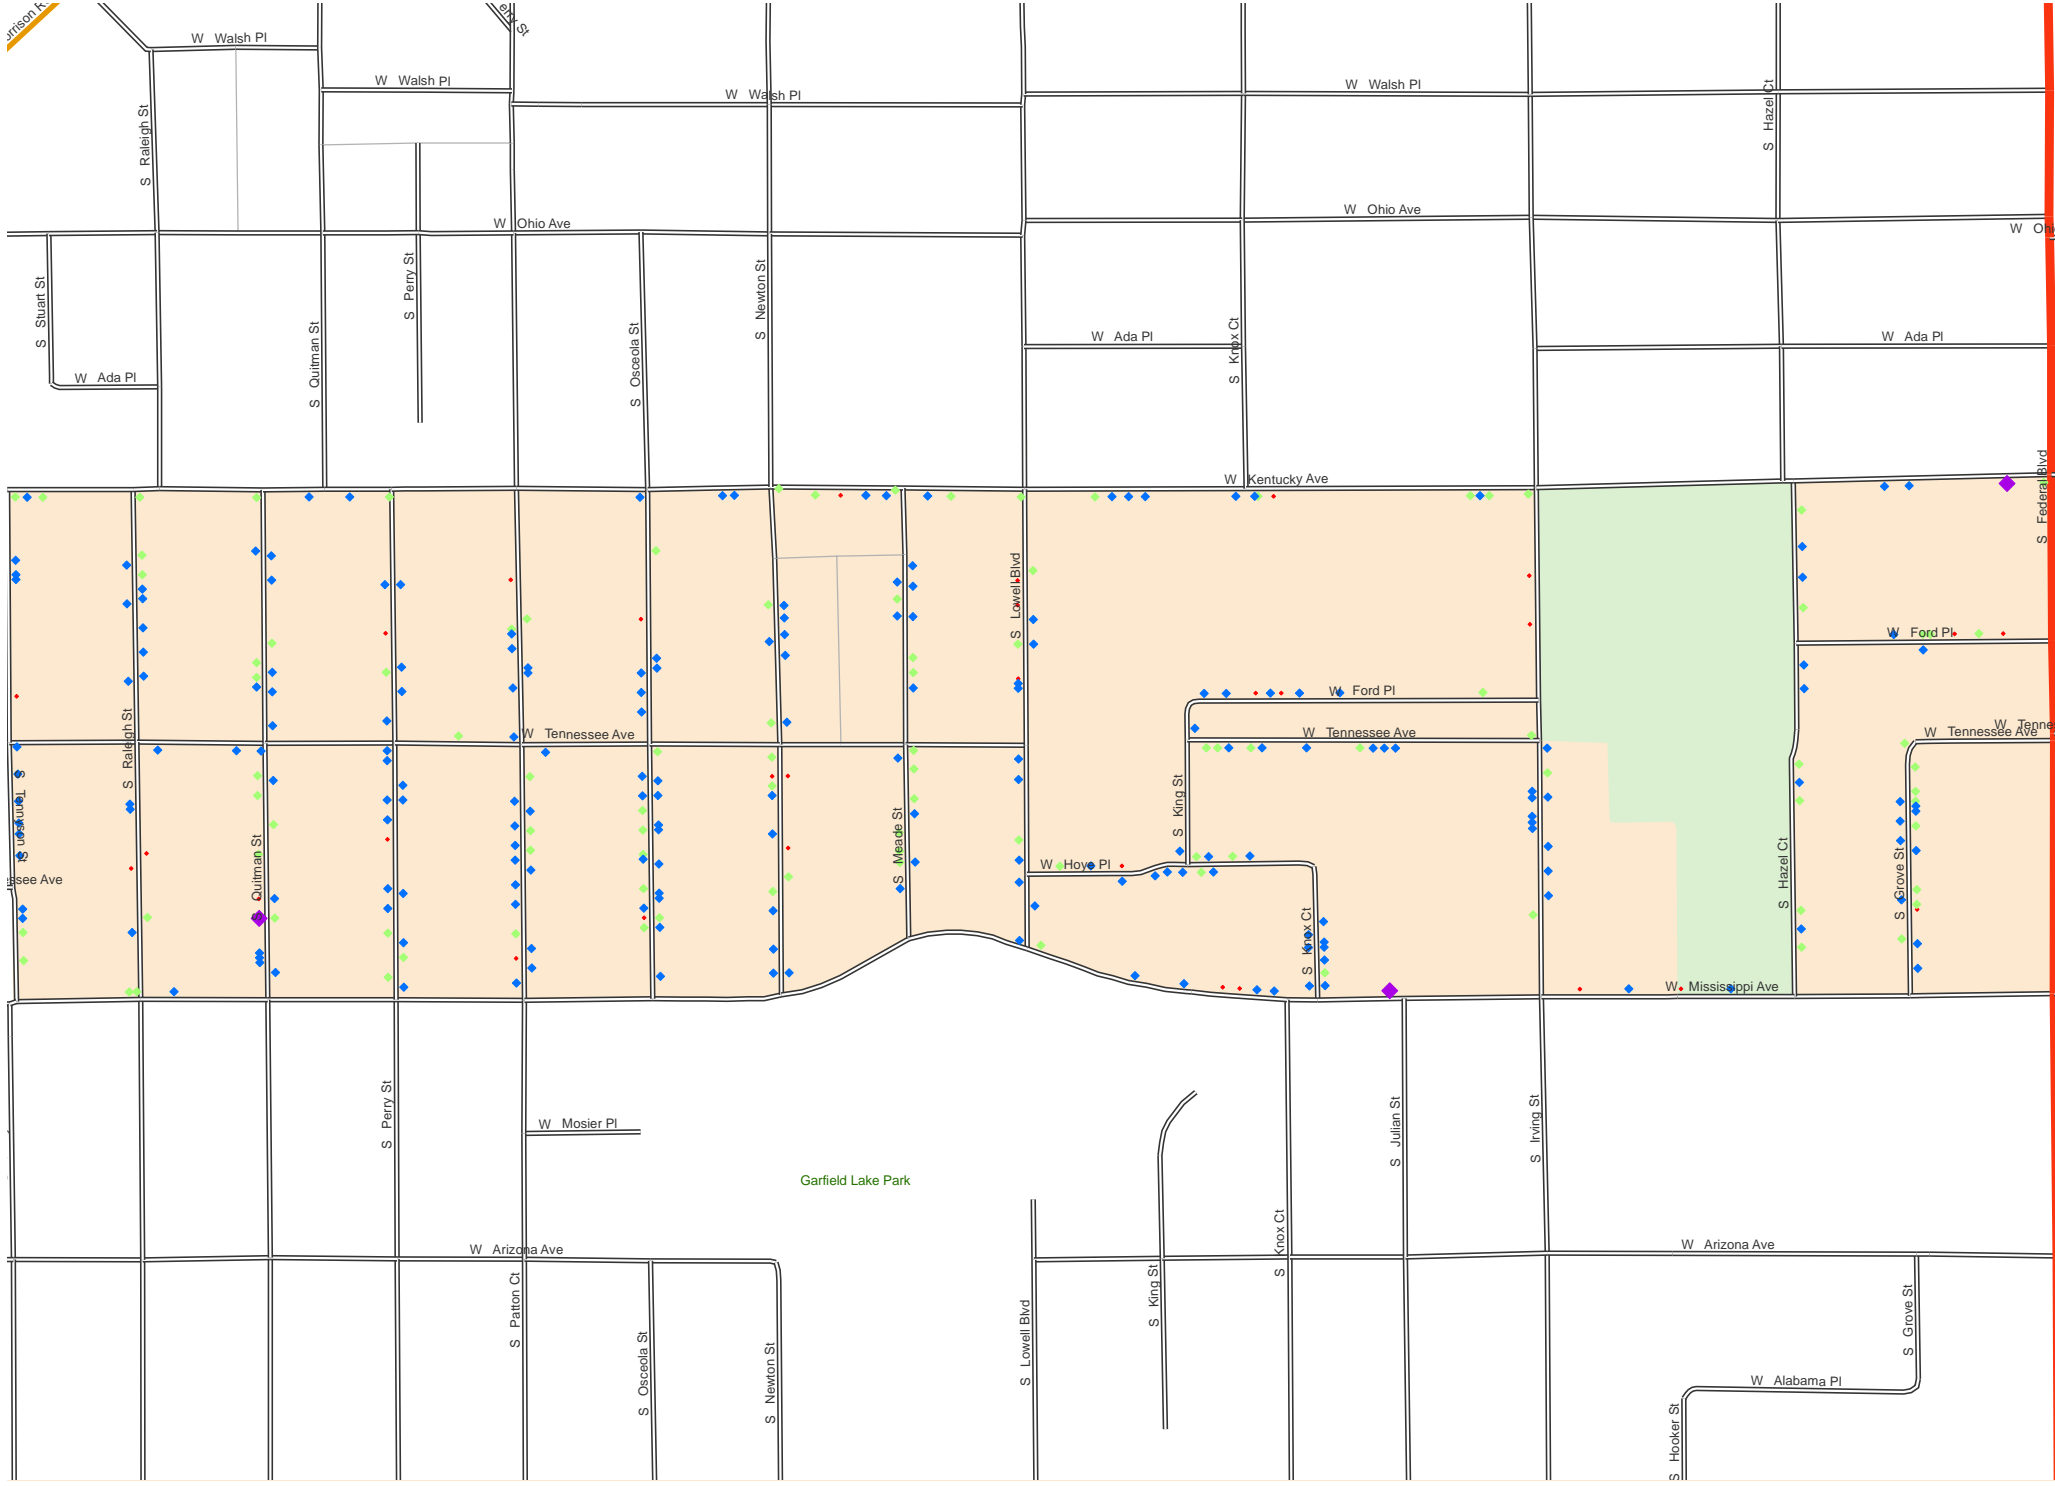 W Walsh Pl
W Walsh Pl
W Walsh Pl
W Walsh Pl
S Raleigh St
S Hazel Ct
W Ohio Ave
W Ohio Ave
S Stuart St
S Perry St
S Newton St
S Quitman St
S Osceola St
S Knox Ct
W Ada Pl
W Ada Pl
W Ada Pl
W Kentucky Ave
S Federal Blvd
S Lowell Blvd
W Ford Pl
W Ford Pl
S Raleigh St
W Tennessee Ave
W Tennessee Ave
W Tennessee Ave
S Tennyson St
S King St
S Meade St
S Quitman St
S Hazel Ct
S Grove St
W Hoye Pl
ssee Ave
S Knox Ct
W Mississippi Ave
S Perry St
W Mosier Pl
S Julian St
S Irving St
Garfield Lake Park
S Knox Ct
W Arizona Ave
W Arizona Ave
S Patton Ct
S King St
S Grove St
S Osceola St
S Newton St
S Lowell Blvd
W Alabama Pl
S Hooker St